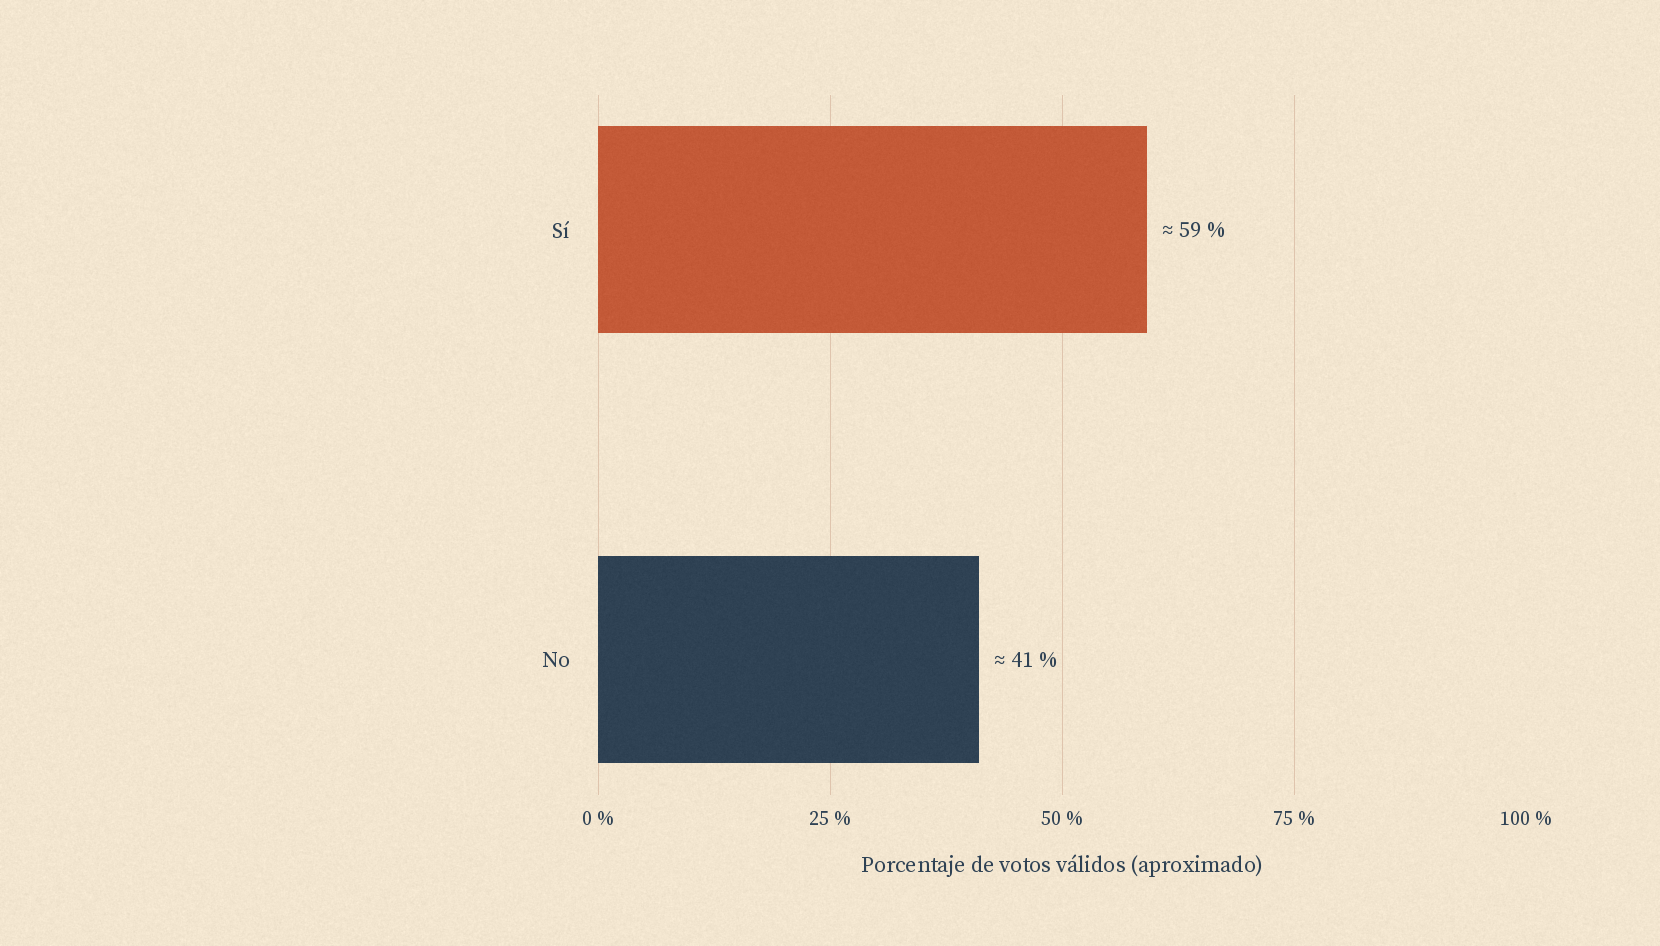 Sí
≈ 59 %
No
≈ 41 %
0 %
25 %
50 %
75 %
100 %
Porcentaje de votos válidos (aproximado)